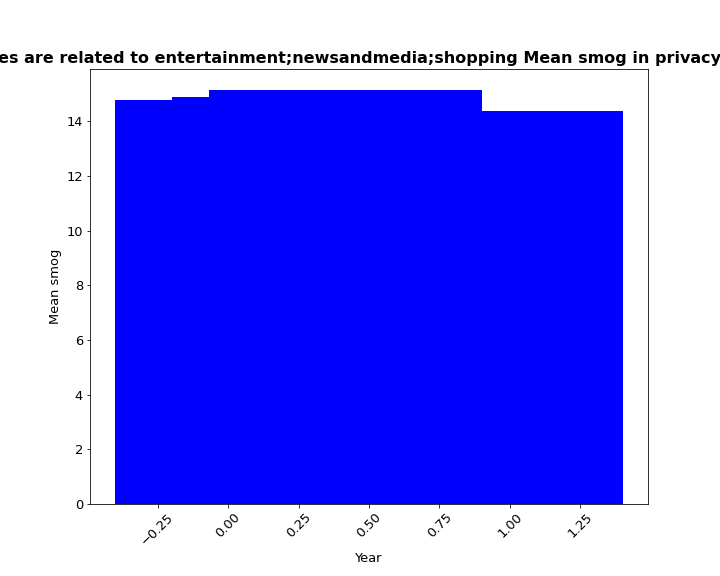 es are related to entertainment;newsandmedia;shopping Mean smog in privacy
14
12
10
8
6
4
2
0
Mean smog
−0.25 0.00 0.25 0.50 0.75 1.00 1.25
Year